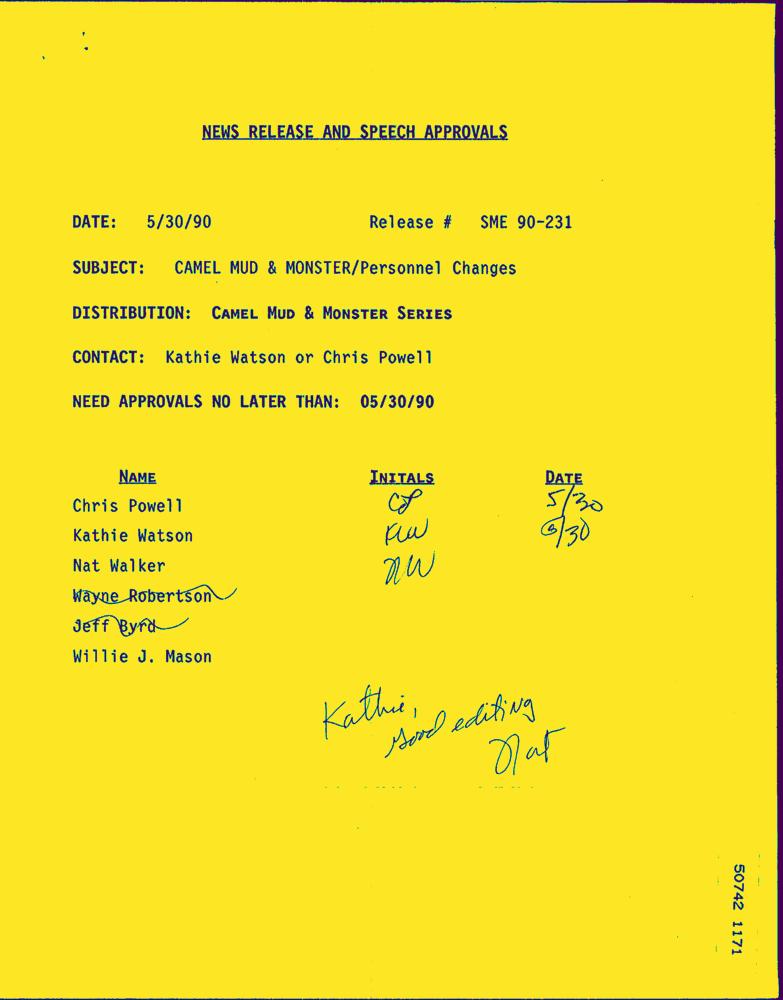 NEWS RELEASE AND SPEECH APPROVALS
DATE: 5/30/90 Release # SME 90-231
SUBJECT: CAMEL MUD & MONSTER/Personnel Changes
DISTRIBUTION: CAMEL MUD & MONSTER SERIES
CONTACT: Kathie Watson or Chris Powell
NEED APPROVALS NO LATER THAN: 05/30/90
NAME INITALS DATE
Chris Powell CP 5/30
Kathie Watson KW 5/30
Nat Walker NW
Wayne Robertson
Jeff Byrd
Willie J. Mason
Kathie,
Good editing
Nat
50742 1171